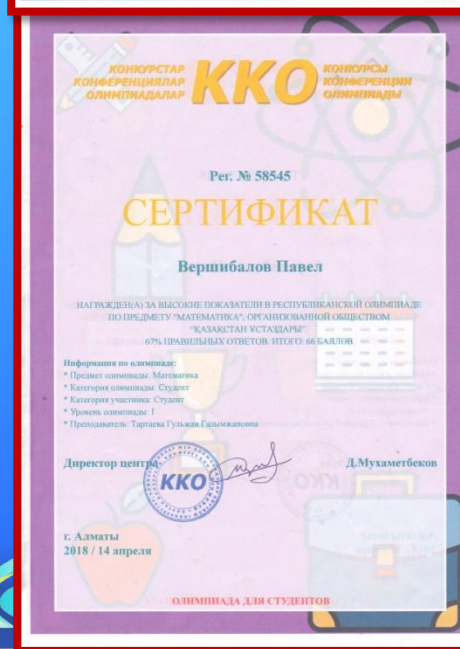 КОНКУРСТАР
КОНФЕРЕНЦИЯЛАР
ОЛИМПИАДАЛАР
ККО
КОНКУРСЫ
КОНФЕРЕНЦИИ
ОЛИМПИАДЫ
Рег. № 58545
СЕРТИФИКАТ
Вершибалов Павел
НАГРАЖДЕН(А) ЗА ВЫСОКИЕ ПОКАЗАТЕЛИ В РЕСПУБЛИКАНСКОЙ ОЛИМПИАДЕ
ПО ПРЕДМЕТУ "МАТЕМАТИКА", ОРГАНИЗОВАННОЙ ОБЩЕСТВОМ
"ҚАЗАҚСТАН ҰСТАЗДАРЫ"
67% ПРАВИЛЬНЫХ ОТВЕТОВ. ИТОГО: 66 БАЛЛОВ
Информация по олимпиаде:
* Предмет олимпиады: Математика
* Категория олимпиады: Студент
* Категория участника: Студент
* Уровень олимпиады: 1
* Преподаватель: Тартаева Гульжан Галымжановна
Директор центра
ККО
Д.Мухаметбеков
г. Алматы
2018 / 14 апреля
ОЛИМПИАДА ДЛЯ СТУДЕНТОВ